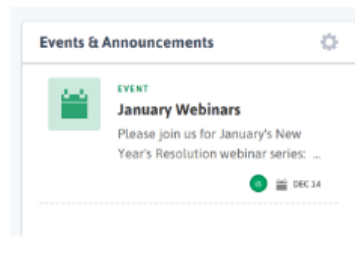 Events & Announcements
EVENT
January Webinars
Please join us for January's New
Year's Resolution webinar series: ...
DEC 14